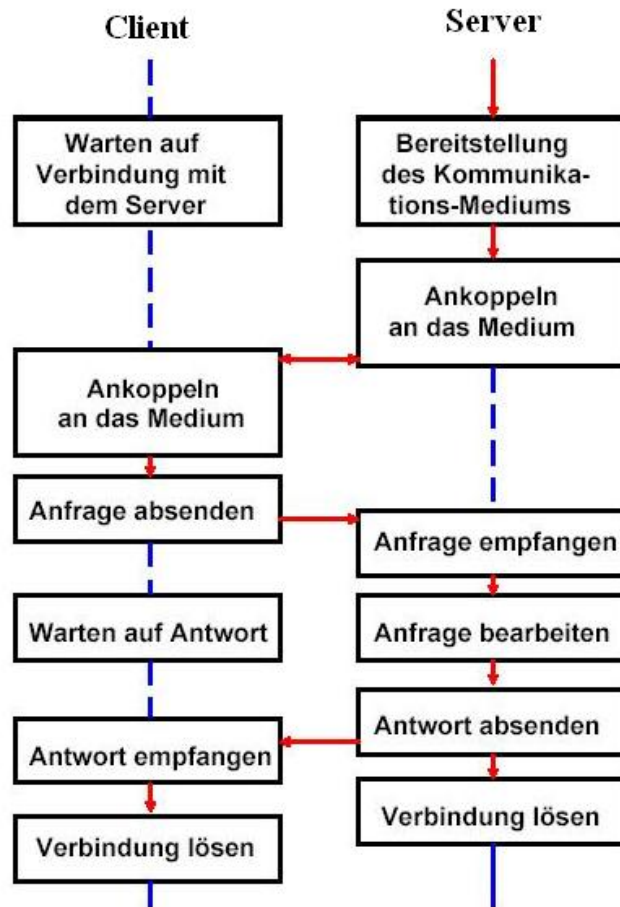 Client
Server
Warten auf
Verbindung mit
dem Server
Bereitstellung
des Kommunika-
tions-Mediums
Ankoppeln
an das Medium
Ankoppeln
an das Medium
Anfrage absenden
Anfrage empfangen
Warten auf Antwort
Anfrage bearbeiten
Antwort absenden
Antwort empfangen
Verbindung lösen
Verbindung lösen